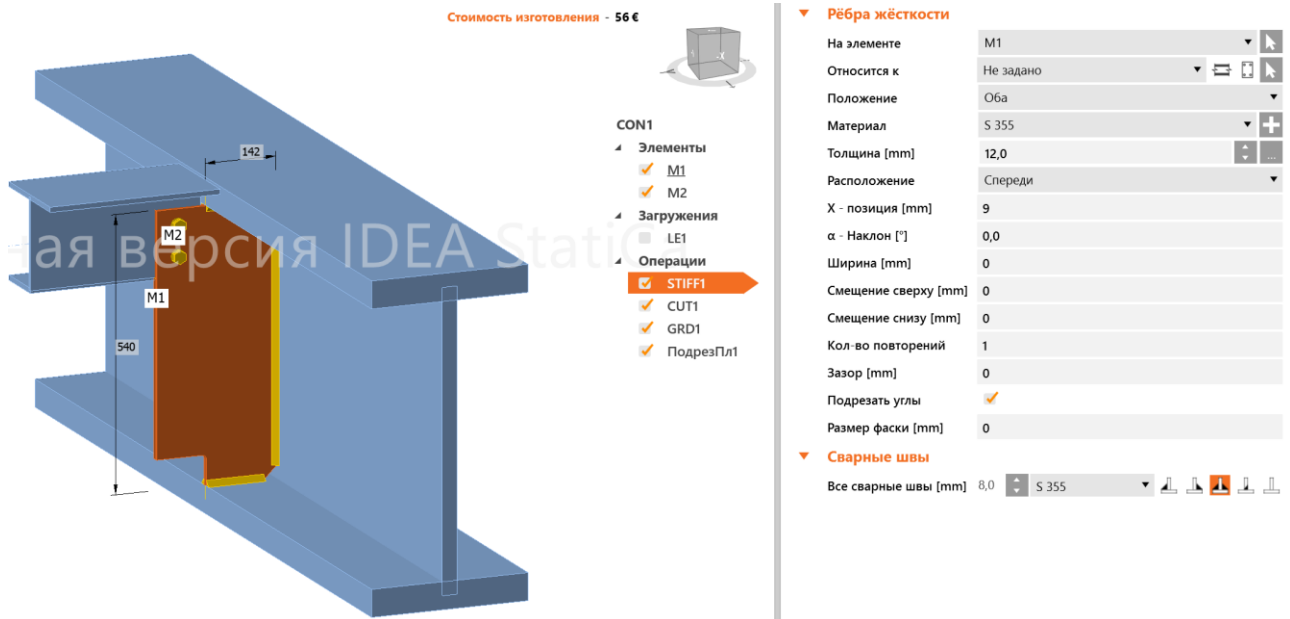 Стоимость изготовления - 56 €
142
M2
M1
540
ная версия IDEA StatiCa
CON1
Элементы
M1
M2
Загружения
LE1
Операции
STIFF1
CUT1
GRD1
ПодрезПл1
Рёбра жёсткости
На элементе M1
Относится к Не задано
Положение Оба
Материал S 355
Толщина [mm] 12,0
Расположение Спереди
X - позиция [mm] 9
α - Наклон [°] 0,0
Ширина [mm] 0
Смещение сверху [mm] 0
Смещение снизу [mm] 0
Кол-во повторений 1
Зазор [mm] 0
Подрезать углы
Размер фаски [mm] 0
Сварные швы
Все сварные швы [mm] 8,0 S 355